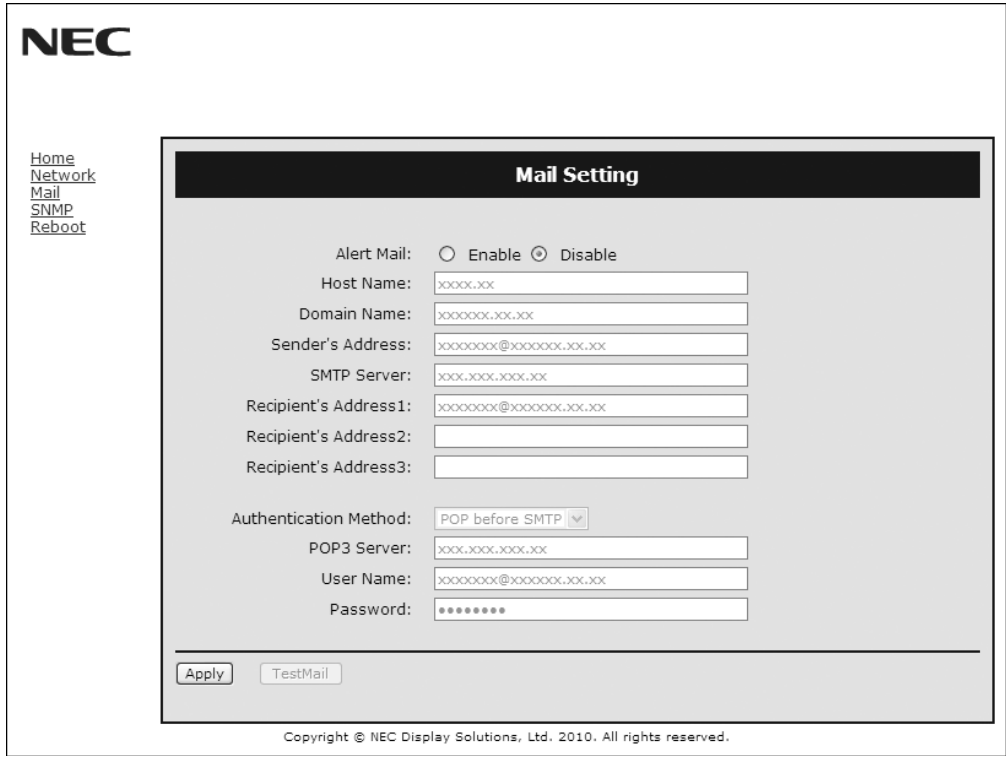 NEC
Home
Network
Mail
SNMP
Reboot
Mail Setting
Alert Mail: Enable Disable
Host Name: xxxx.xx
Domain Name: xxxxxx.xx.xx
Sender's Address: xxxxxxx@xxxxxx.xx.xx
SMTP Server: xxx.xxx.xxx.xx
Recipient's Address1: xxxxxxx@xxxxxx.xx.xx
Recipient's Address2:
Recipient's Address3:
Authentication Method: POP before SMTP
POP3 Server: xxx.xxx.xxx.xx
User Name: xxxxxxx@xxxxxx.xx.xx
Password: ●●●●●●●●
Apply TestMail
Copyright © NEC Display Solutions, Ltd. 2010. All rights reserved.